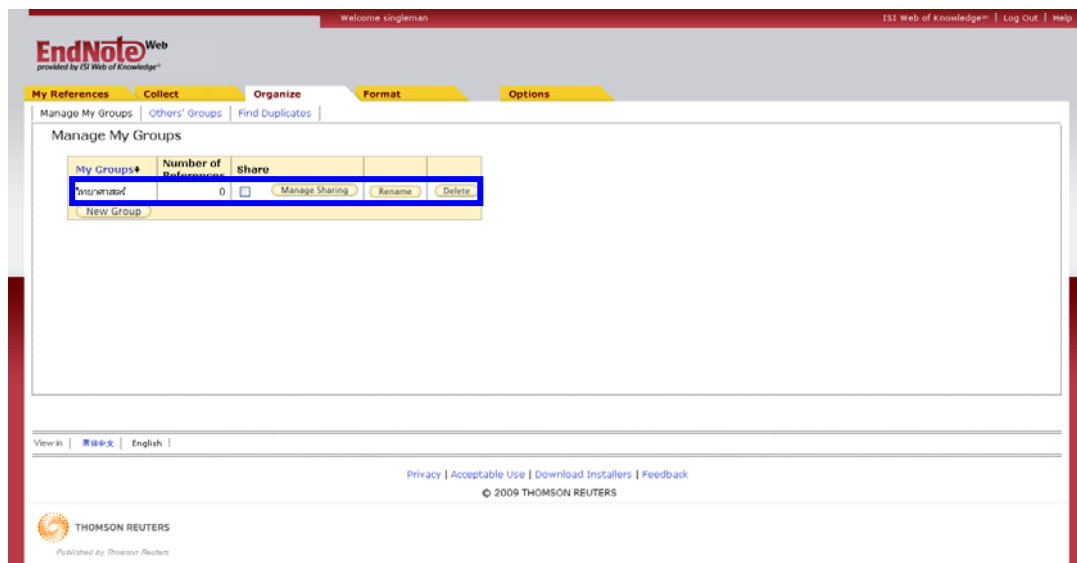 Welcome singleman
ISI Web of Knowledge℠ | Log Out | Help
EndNote Web
provided by ISI Web of Knowledge℠
My References Collect Organize Format Options
Manage My Groups | Others' Groups | Find Duplicates |
Manage My Groups
My Groups Number of References Share
วิทยาศาสตร์ 0 Manage Sharing Rename Delete
New Group
View in | 简体中文 | English |
Privacy | Acceptable Use | Download Installers | Feedback
© 2009 THOMSON REUTERS
THOMSON REUTERS
Published by Thomson Reuters